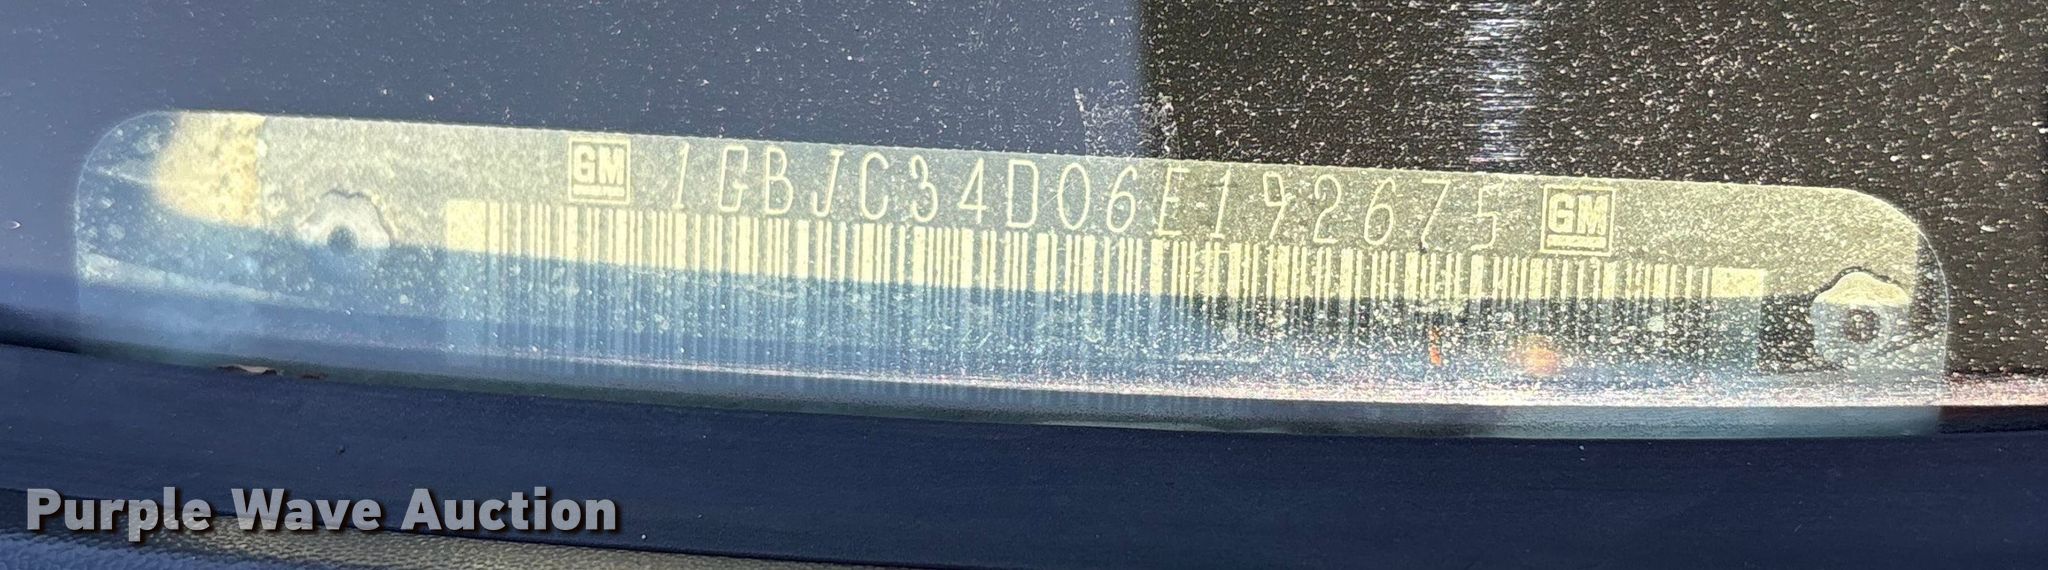 GM 1GBJC34D06E192675 GM
Purple Wave Auction